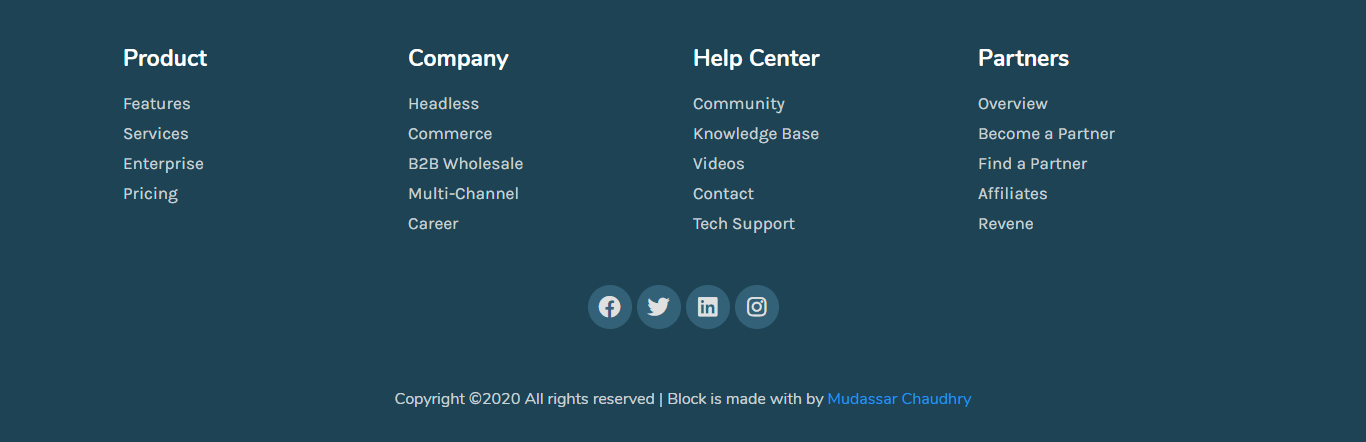 Product
Features
Services
Enterprise
Pricing
Company
Headless
Commerce
B2B Wholesale
Multi-Channel
Career
Help Center
Community
Knowledge Base
Videos
Contact
Tech Support
Partners
Overview
Become a Partner
Find a Partner
Affiliates
Revene
Copyright ©2020 All rights reserved | Block is made with by Mudassar Chaudhry